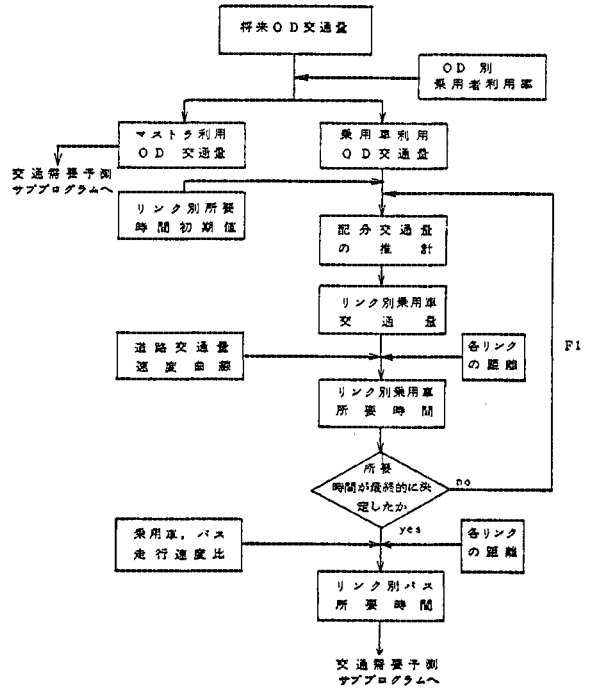 将来OD交通量
OD 別
乗用者利用率
マストラ利用
OD 交通量
乗用車利用
OD交通量
交通需要予測
サブプログラムへ
リンク別所要
時間初期値
配分交通量
の 推 計
リンク別乗用車
交 通 量
道路交通量
速度曲線
各リンク
の距離
F1
リンク別乗用車
所要時間
所要
時間が最終的に決
定したか
no
yes
乗用車，バス
走行速度比
各リンク
の距離
リンク別バス
所要時間
交通需要予測
サブプログラムへ